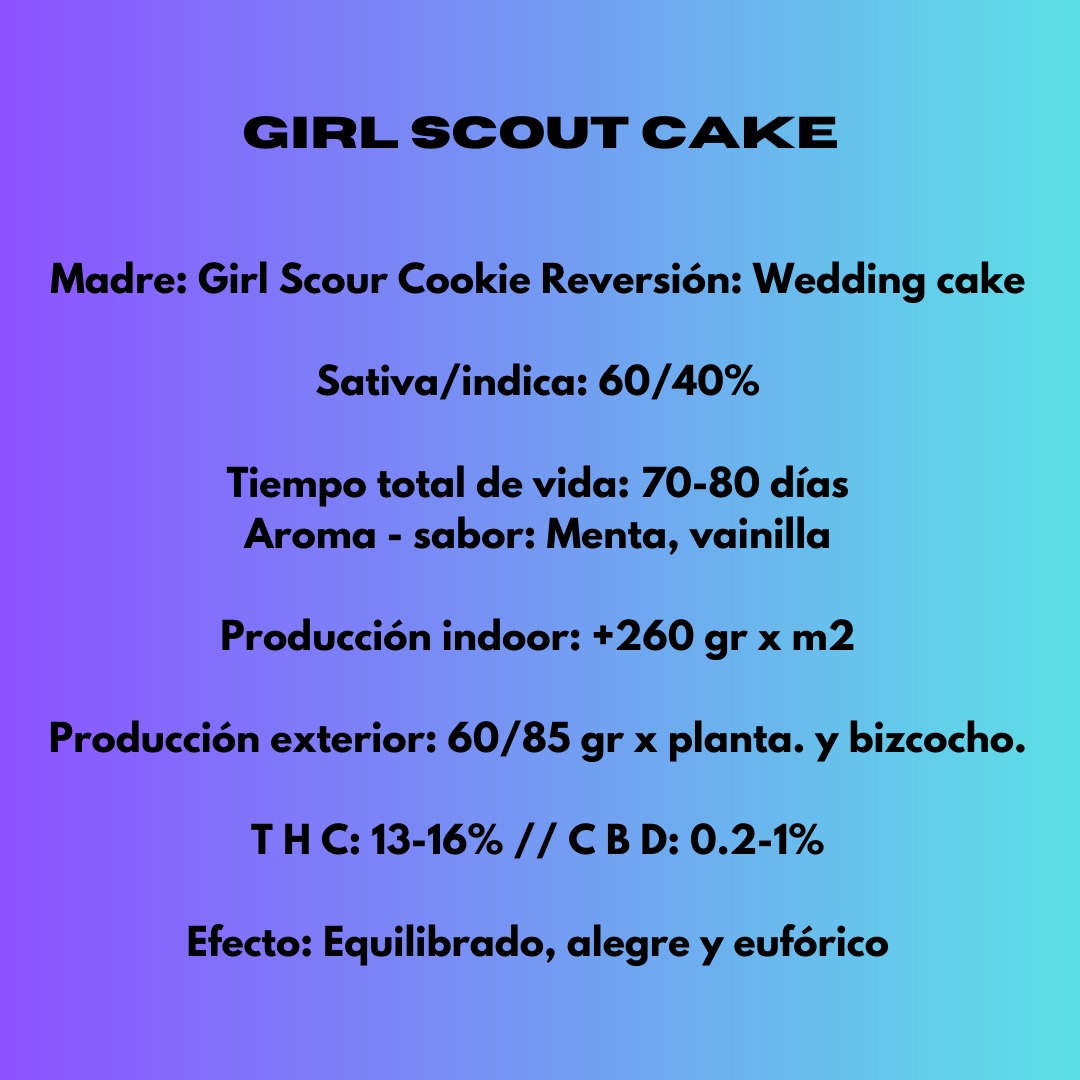 GIRL SCOUT CAKE
Madre: Girl Scour Cookie Reversión: Wedding cake
Sativa/indica: 60/40%
Tiempo total de vida: 70-80 días
Aroma - sabor: Menta, vainilla
Producción indoor: +260 gr x m2
Producción exterior: 60/85 gr x planta. y bizcocho.
T H C: 13-16% // C B D: 0.2-1%
Efecto: Equilibrado, alegre y eufórico